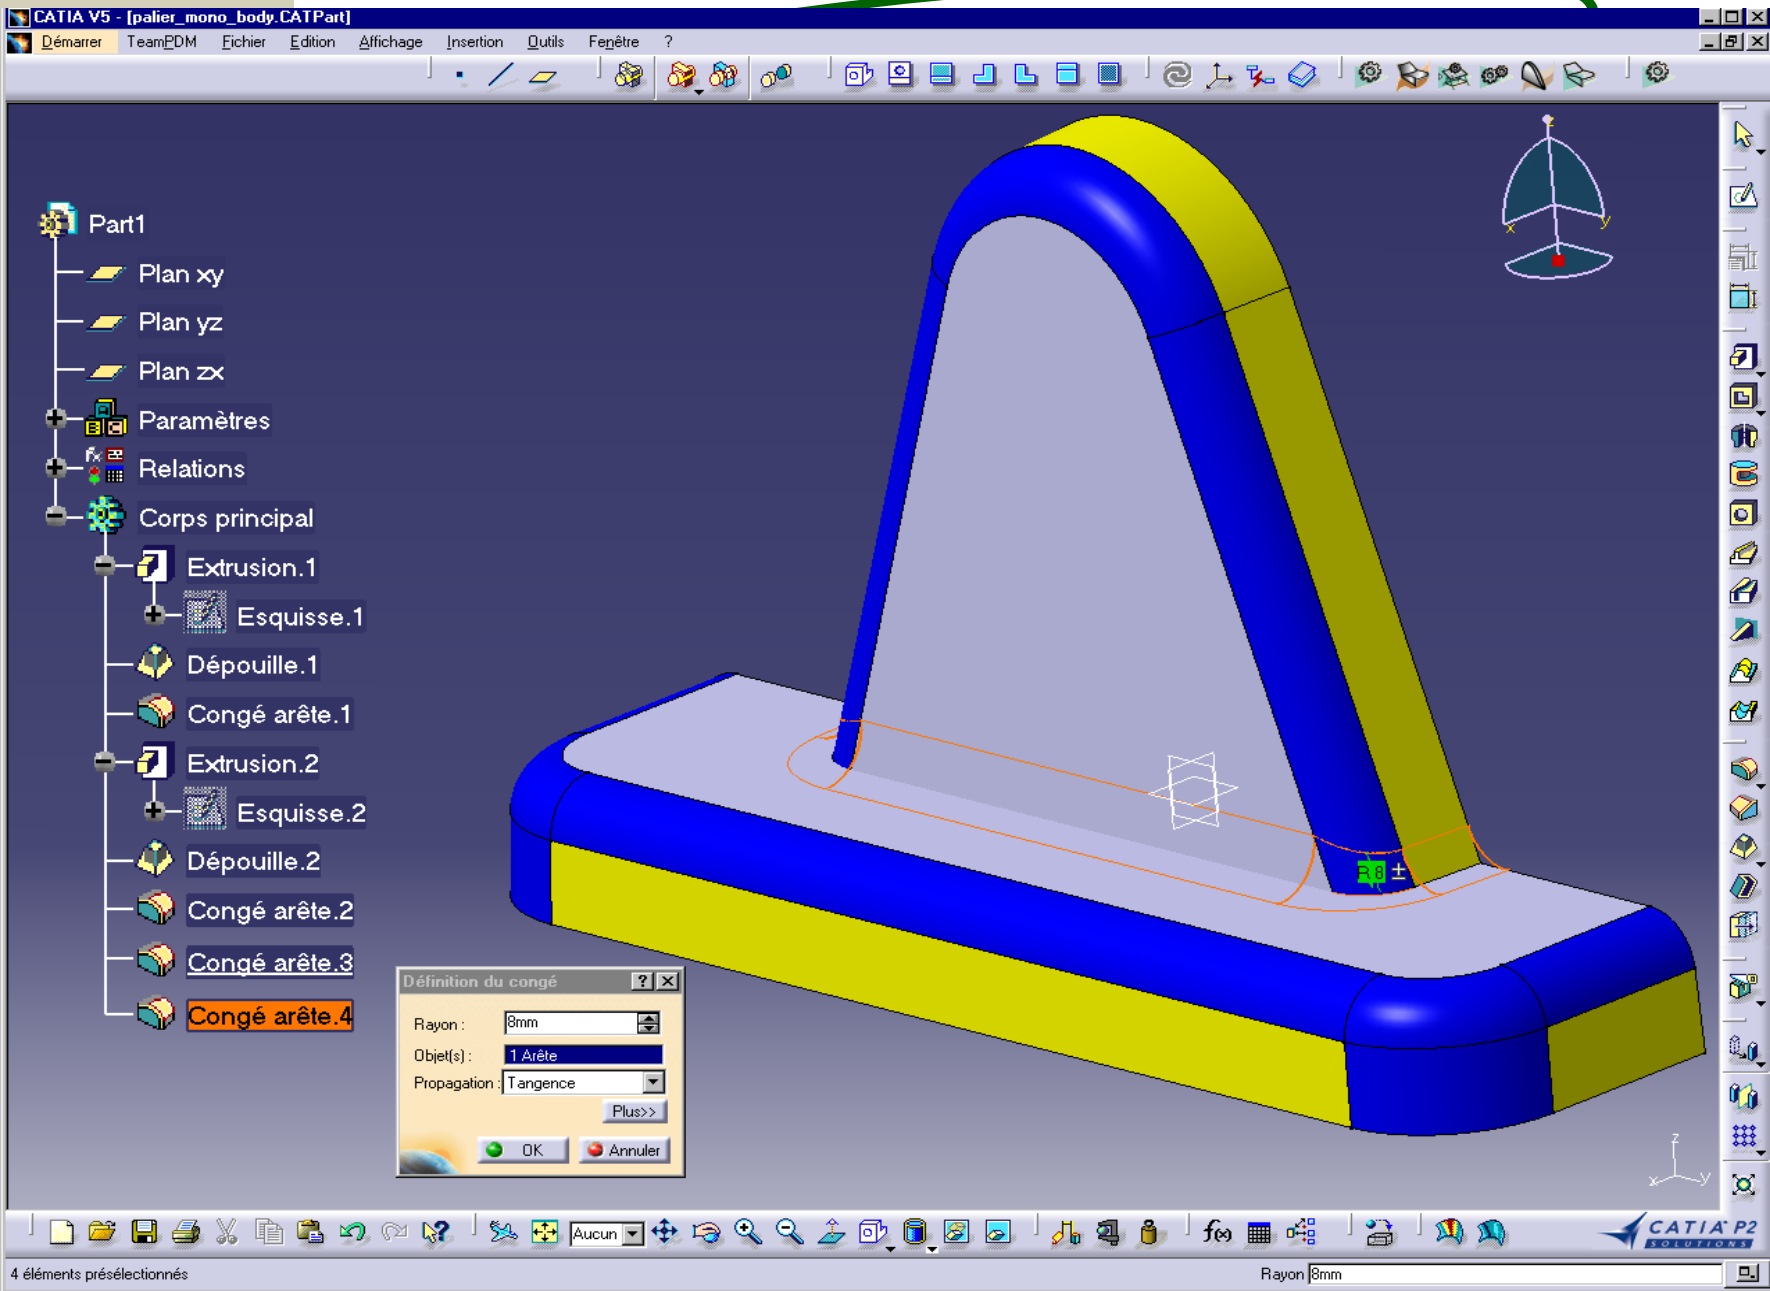 CATIA V5 - [palier_mono_body.CATPart]
Démarrer TeamPDM Fichier Edition Affichage Insertion Outils Fenêtre ?
Part1
Plan xy
Plan yz
Plan zx
Paramètres
Relations
Corps principal
Extrusion.1
Esquisse.1
Dépouille.1
Congé arête.1
Extrusion.2
Esquisse.2
Dépouille.2
Congé arête.2
Congé arête.3
Congé arête.4
z
x
y
R 8
Définition du congé
Rayon : 8mm
Objet(s) : 1 Arête
Propagation : Tangence
Plus>>
OK Annuler
z
x y
Aucun
f(x)
CATIA P2
SOLUTIONS
4 éléments présélectionnés
Rayon 8mm